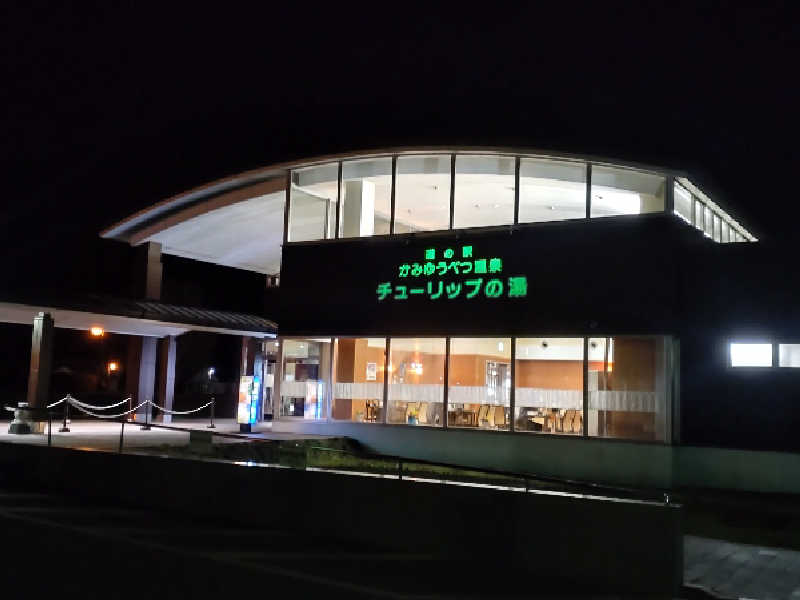 道の駅
かみゆうべつ温泉
チューリップの湯